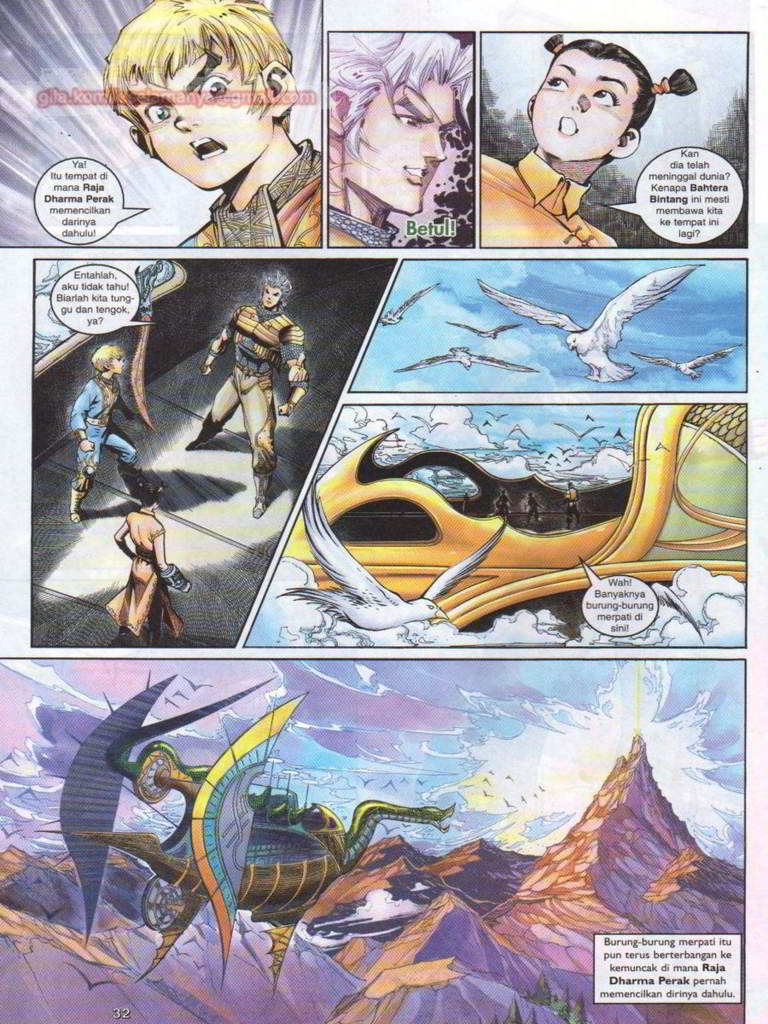 Ya!
Itu tempat di
mana Raja
Dharma Perak
memencilkan
darinya
dahulu!
Betul!
Kan
dia telah
meninggal dunia?
Kenapa Bahtera
Bintang ini mesti
membawa kita
ke tempat ini
lagi?
Entahlah,
aku tidak tahu!
Biarlah kita tung-
gu dan tengok,
ya?
Wah!
Banyaknya
burung-burung
merpati di
sini!
Burung-burung merpati itu
pun terus berterbangan ke
kemuncak di mana Raja
Dharma Perak pernah
memencilkan dirinya dahulu.
32